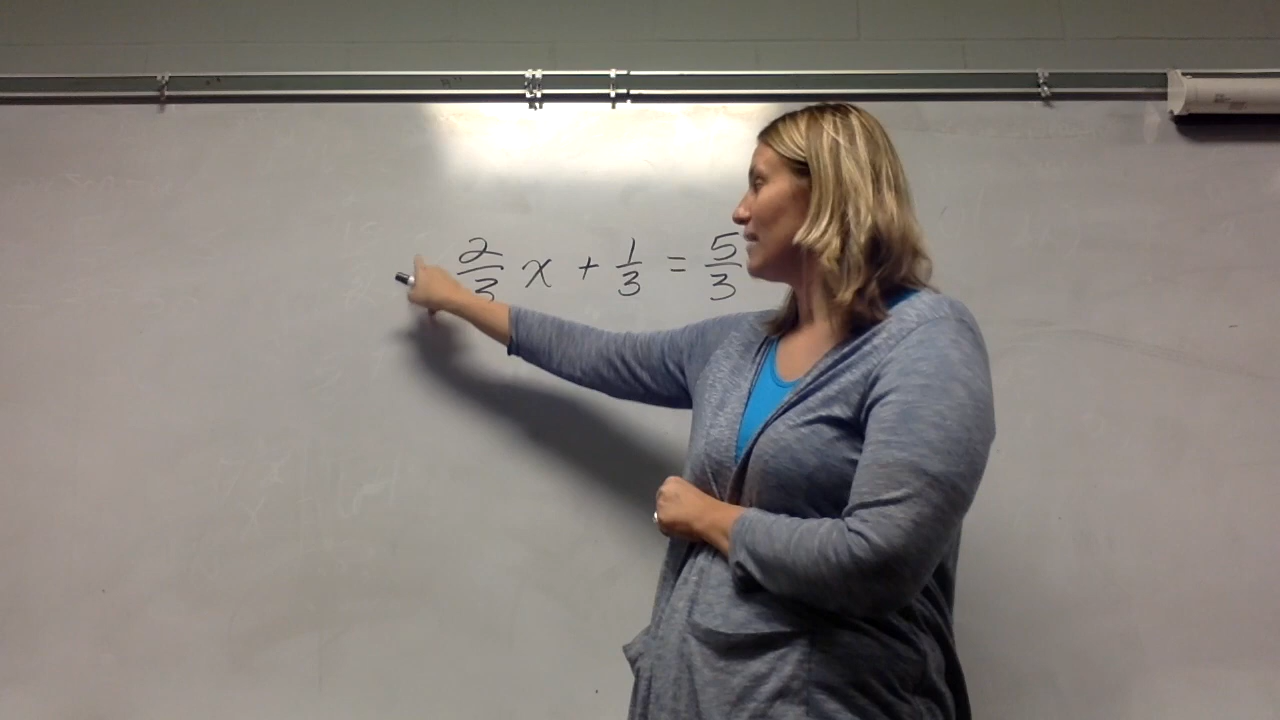 2/3 x + 1/3 = 5/3